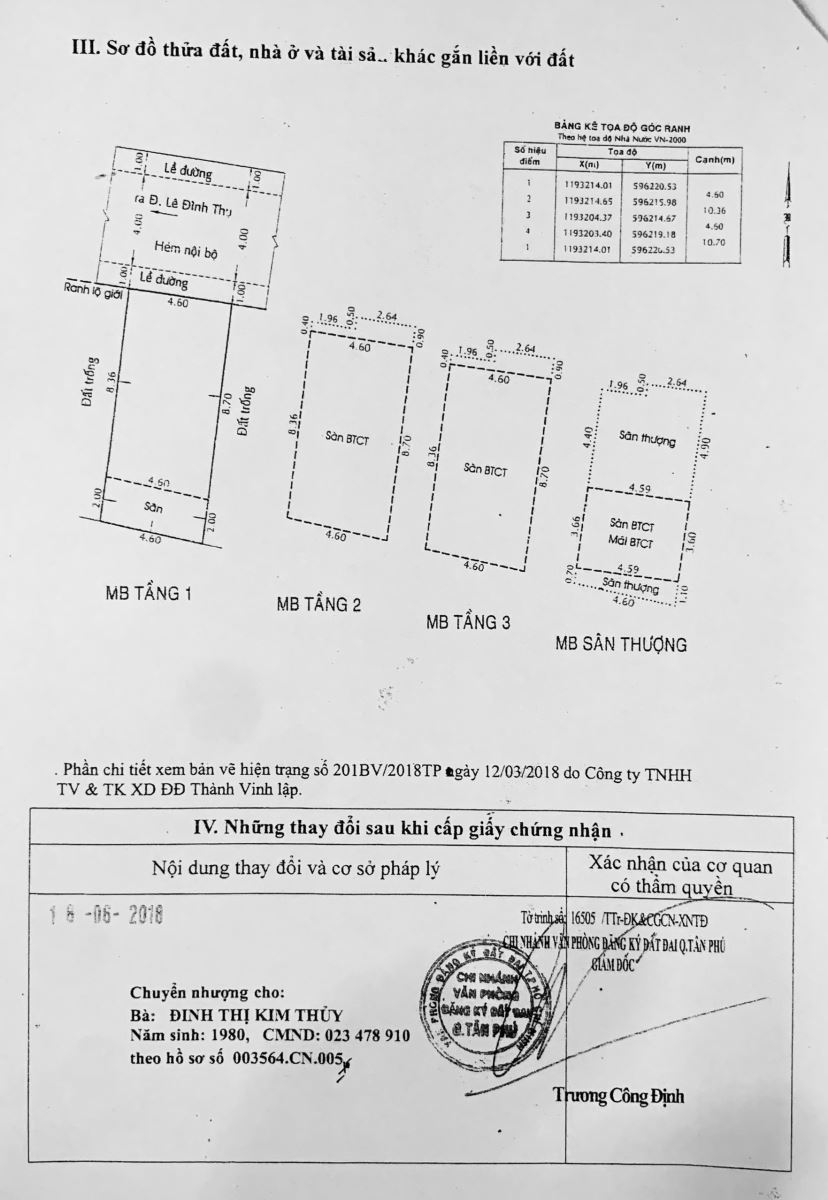 III. Sơ đồ thửa đất, nhà ở và tài sả.. khác gắn liền với đất
BẢNG KÊ TỌA ĐỘ GÓC RANH
Theo hệ tọa độ Nhà Nước VN-2000
Số hiệu điểm
Tọa độ
Cạnh(m)
X(m)
Y(m)
1 1193214.01 596220.53
4.60
2 1193214.65 596215.98
10.36
3 1193204.37 596214.67
4.60
4 1193203.40 596219.18
10.70
1 1193214.01 596220.53
1.00 Lề đường 1.00
ra Đ. Lê Đình Thụ
4.00 4.00
Hẻm nội bộ
1.00 Lề đường 1.00
Ranh lộ giới
4.60
Đất trống 8.36
8.70 Đất trống
4.60
2.00 Sân 2.00
4.60
MB TẦNG 1
0.40 1.96 0.50 2.64 0.90
4.60
8.36 Sàn BTCT 8.70
4.60
MB TẦNG 2
0.40 1.96 0.50 2.64 0.90
4.60
8.36 Sàn BTCT 8.70
4.60
MB TẦNG 3
1.96 0.50 2.64
4.40 Sân thượng 4.90
4.59
3.66 Sàn BTCT 3.60
Mái BTCT
4.59
0.70 Sân thượng 1.10
4.60
MB SÂN THƯỢNG
. Phần chi tiết xem bản vẽ hiện trạng số 201BV/2018TP ngày 12/03/2018 do Công ty TNHH
TV & TK XD ĐĐ Thành Vinh lập.
IV. Những thay đổi sau khi cấp giấy chứng nhận .
Nội dung thay đổi và cơ sở pháp lý
Xác nhận của cơ quan
có thẩm quyền
18 -06- 2018
Tờ trình số: 16505 /TTr-ĐK&CGCN-XNTĐ
CHI NHÁNH VĂN PHÒNG ĐĂNG KÝ ĐẤT ĐAI Q.TÂN PHÚ
GIÁM ĐỐC
VĂN PHÒNG ĐĂNG KÝ ĐẤT ĐAI TP HỒ CHÍ MINH
CHI NHÁNH
VĂN PHÒNG
ĐĂNG KÝ ĐẤT ĐAI
Q.TÂN PHÚ
Chuyển nhượng cho:
Bà: ĐINH THỊ KIM THỦY
Năm sinh: 1980, CMND: 023 478 910
theo hồ sơ số 003564.CN.005
Trương Công Định